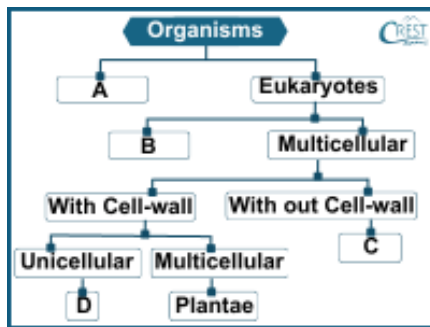 Organisms
CREST
A
Eukaryotes
B
Multicellular
With Cell-wall
With out Cell-wall
C
Unicellular
Multicellular
D
Plantae